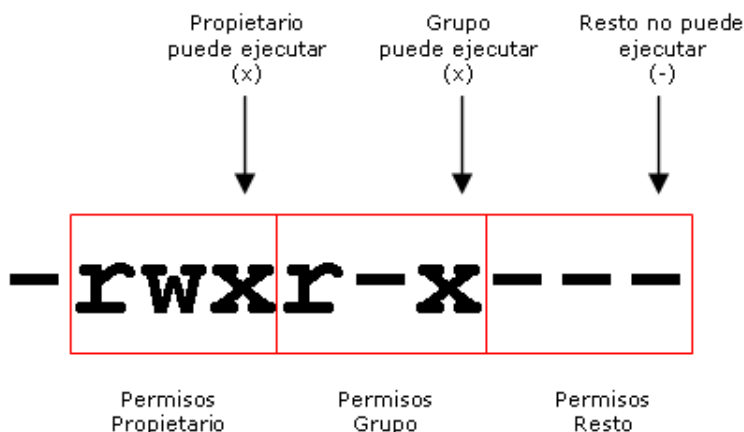 Propietario
puede ejecutar
(x)
Grupo
puede ejecutar
(x)
Resto no puede
ejecutar
(-)
-rwxr-x---
Permisos
Propietario
Permisos
Grupo
Permisos
Resto